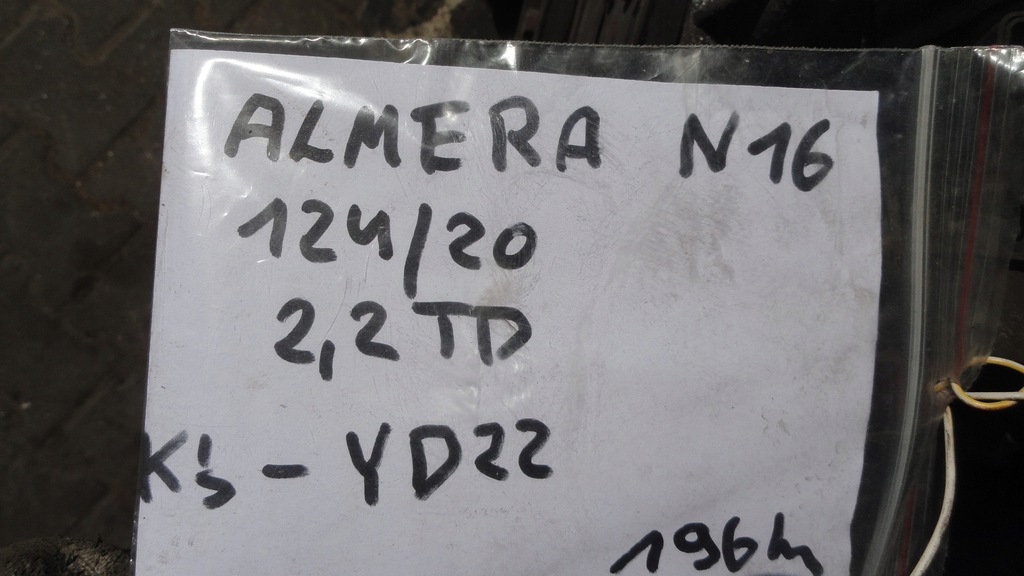 ALMERA N16
124/20
2,2 TD
K's - YD22